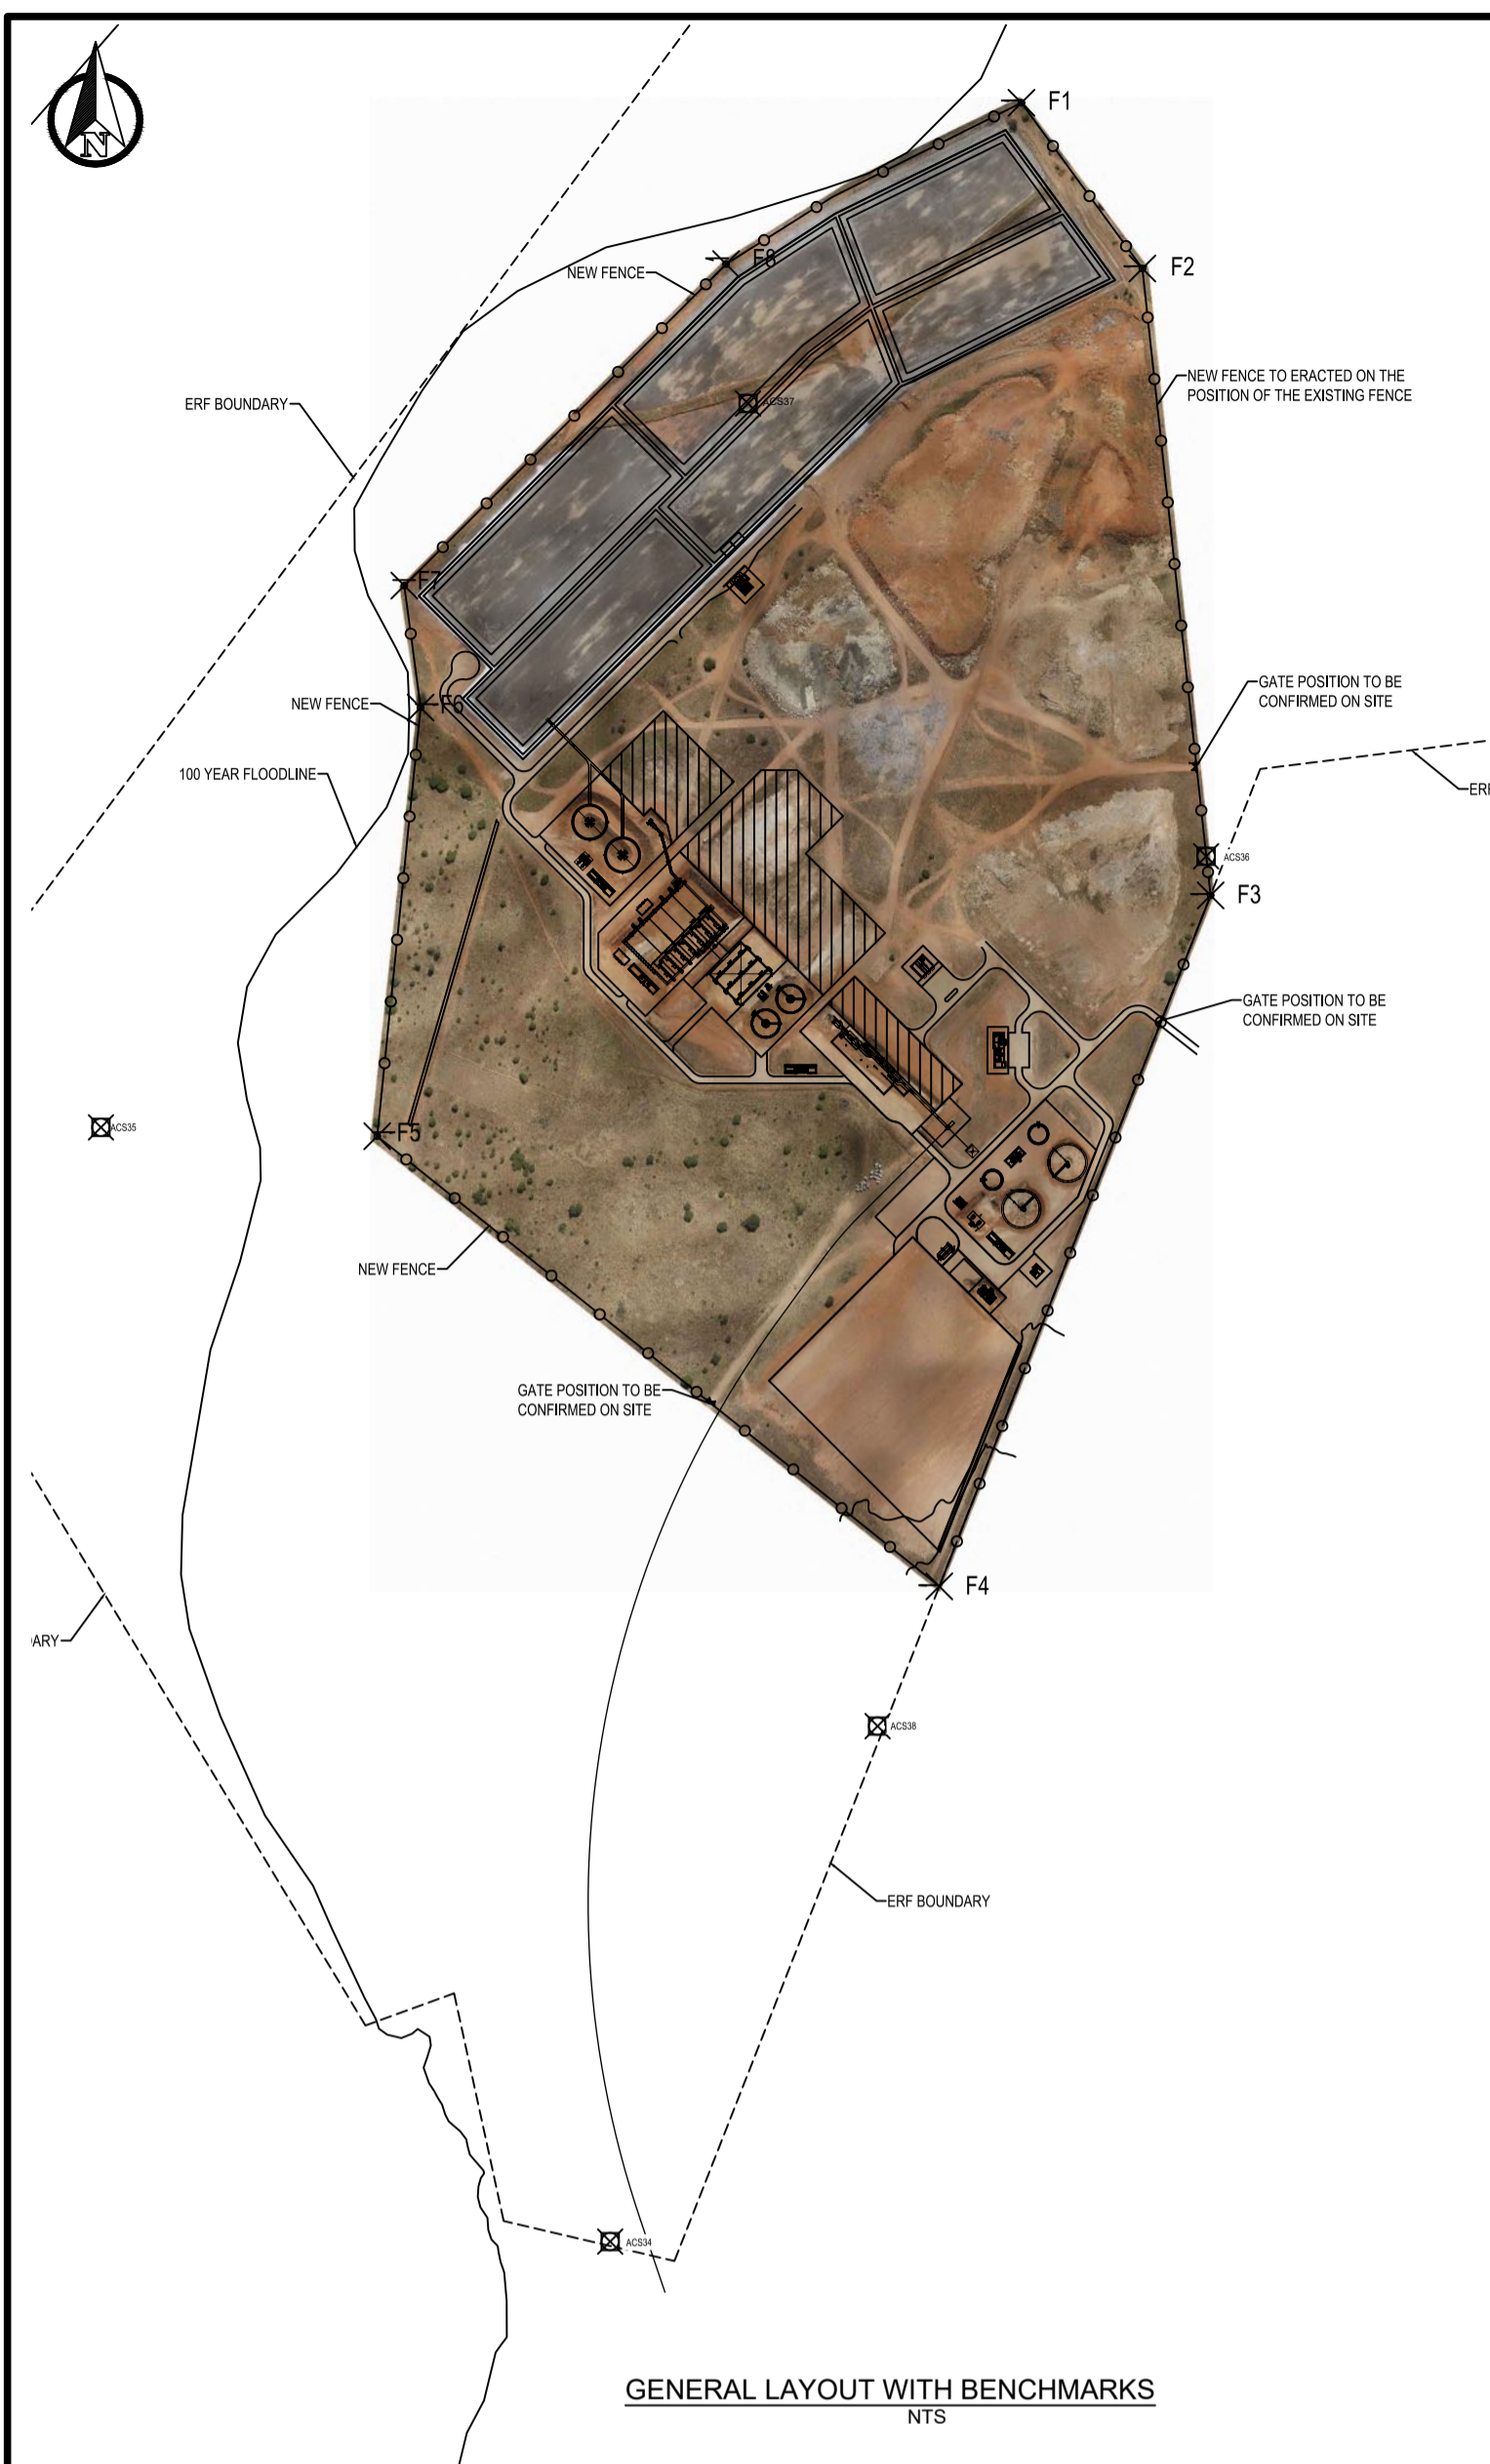 N
F1
F8
F2
NEW FENCE
NEW FENCE TO ERACTED ON THE
POSITION OF THE EXISTING FENCE
ERF BOUNDARY
ACS37
F7
GATE POSITION TO BE
CONFIRMED ON SITE
NEW FENCE
F6
100 YEAR FLOODLINE
ERF
ACS36
F3
GATE POSITION TO BE
CONFIRMED ON SITE
ACS35
F5
NEW FENCE
GATE POSITION TO BE
CONFIRMED ON SITE
F4
ARY
ACS38
ERF BOUNDARY
ACS34
GENERAL LAYOUT WITH BENCHMARKS
NTS